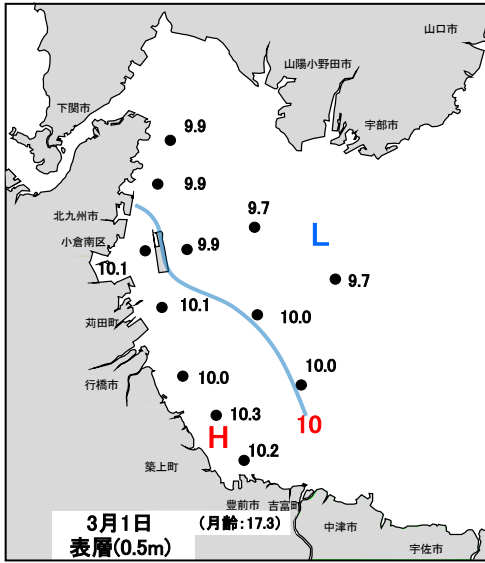 山口市
山陽小野田市
下関市
宇部市
9.9
9.9
9.7
北九州市
L
小倉南区
9.9
10.1
9.7
10.1
10.0
苅田町
10.0
行橋市
10.0
10.3
10
H
10.2
築上町
豊前市
吉富町
3月1日
(月齢:17.3)
中津市
表層(0.5m)
宇佐市